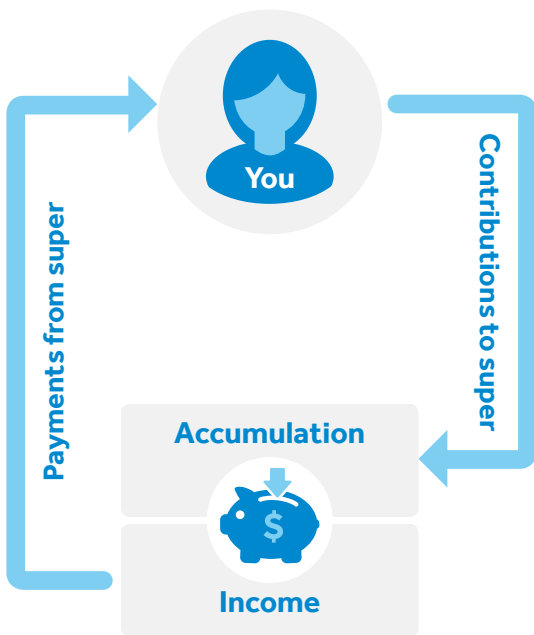 You
Payments from super
Contributions to super
Accumulation
$
Income